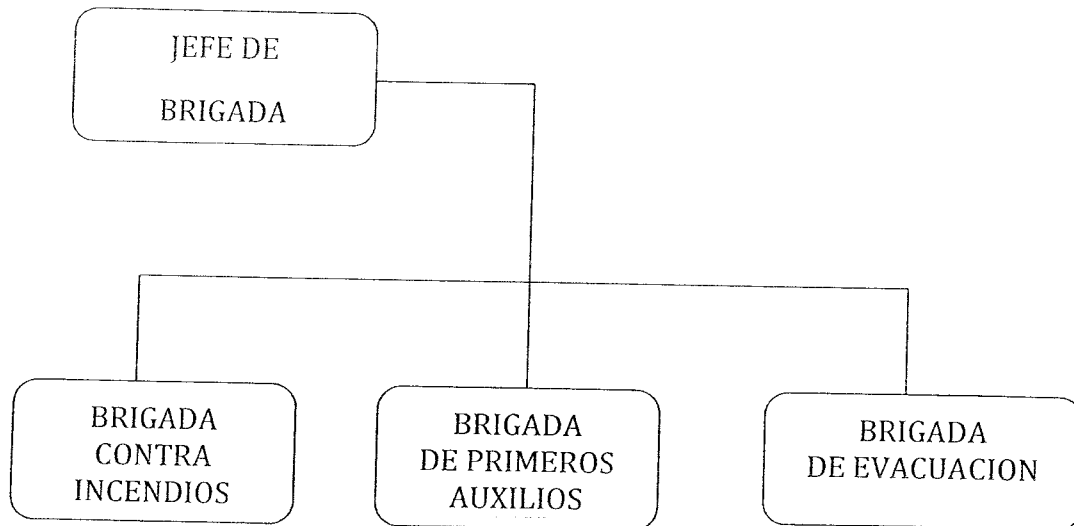 JEFE DE
BRIGADA
BRIGADA
CONTRA
INCENDIOS
BRIGADA
DE PRIMEROS
AUXILIOS
BRIGADA
DE EVACUACION